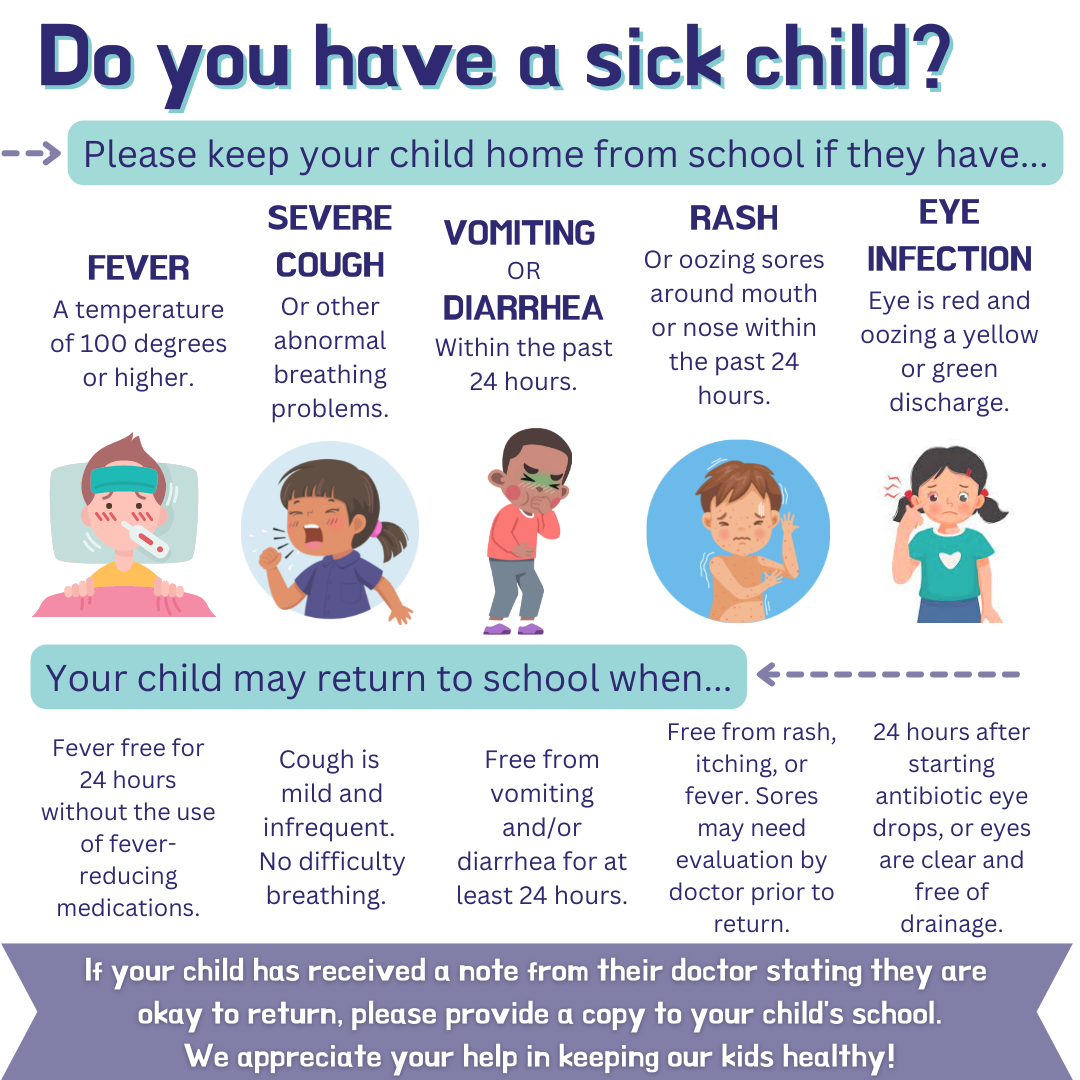 Do you have a sick child?
Please keep your child home from school if they have...
FEVER
A temperature
of 100 degrees
or higher.
SEVERE
COUGH
Or other
abnormal
breathing
problems.
VOMITING
OR
DIARRHEA
Within the past
24 hours.
RASH
Or oozing sores
around mouth
or nose within
the past 24
hours.
EYE
INFECTION
Eye is red and
oozing a yellow
or green
discharge.
Your child may return to school when...
Fever free for
24 hours
without the use
of fever-
reducing
medications.
Cough is
mild and
infrequent.
No difficulty
breathing.
Free from
vomiting
and/or
diarrhea for at
least 24 hours.
Free from rash,
itching, or
fever. Sores
may need
evaluation by
doctor prior to
return.
24 hours after
starting
antibiotic eye
drops, or eyes
are clear and
free of
drainage.
If your child has received a note from their doctor stating they are
okay to return, please provide a copy to your child's school.
We appreciate your help in keeping our kids healthy!